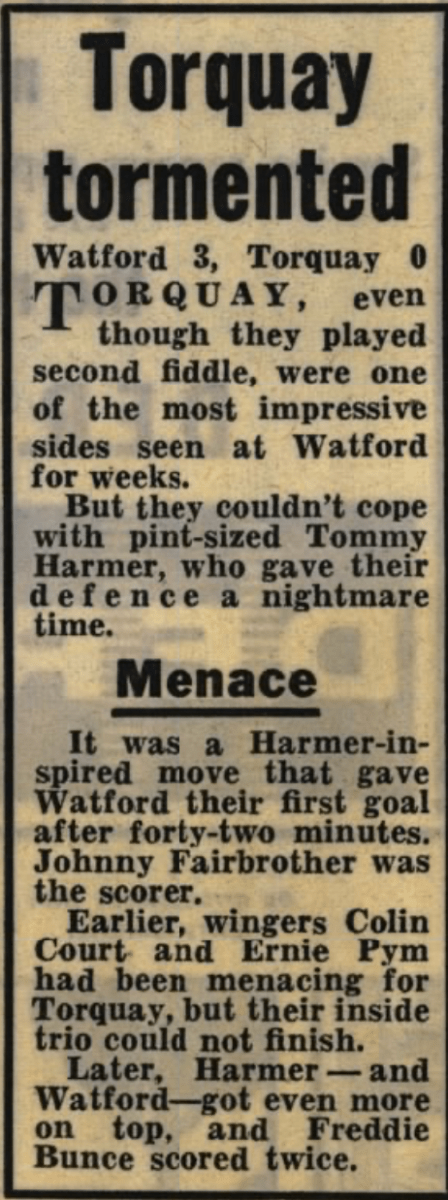 Torquay
tormented
Watford 3, Torquay 0
TORQUAY, even
though they played
second fiddle, were one
of the most impressive
sides seen at Watford
for weeks.
But they couldn't cope
with pint-sized Tommy
Harmer, who gave their
defence a nightmare
time.
Menace
It was a Harmer-in-
spired move that gave
Watford their first goal
after forty-two minutes.
Johnny Fairbrother was
the scorer.
Earlier, wingers Colin
Court and Ernie Pym
had been menacing for
Torquay, but their inside
trio could not finish.
Later, Harmer — and
Watford—got even more
on top, and Freddie
Bunce scored twice.